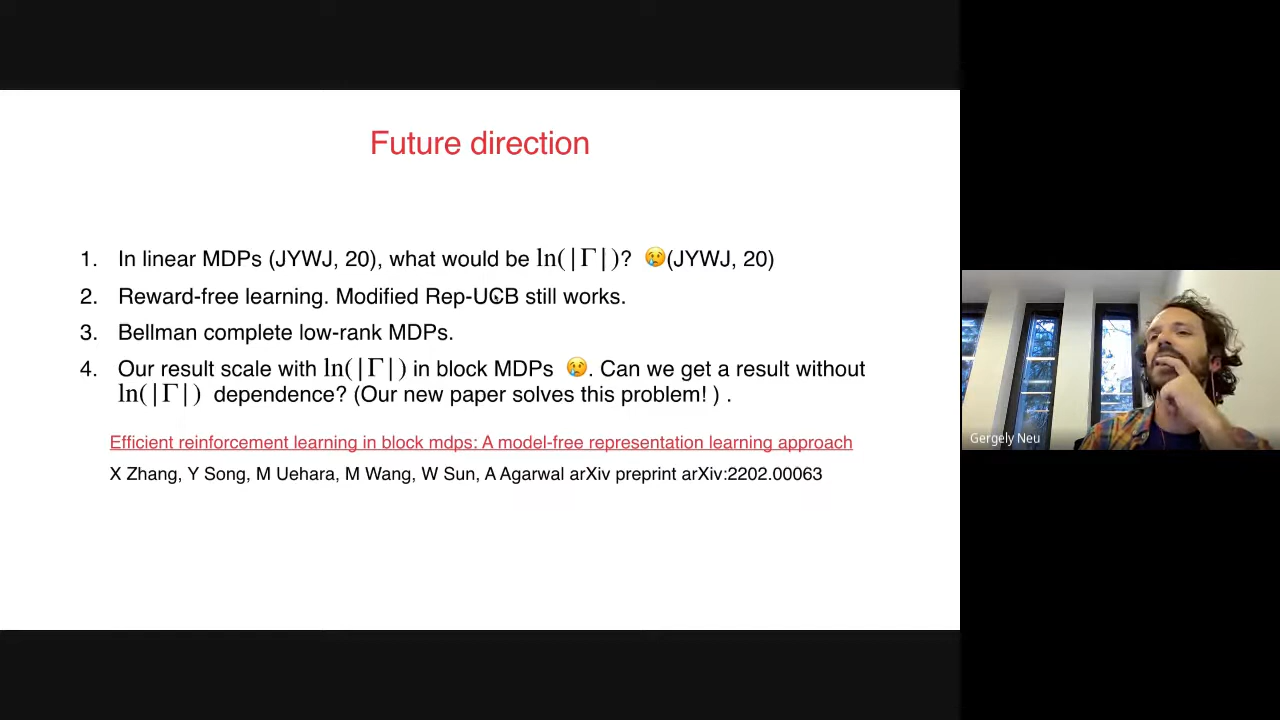 Future direction
1. In linear MDPs (JYWJ, 20), what would be ln(|Γ|)? 😢(JYWJ, 20)
2. Reward-free learning. Modified Rep-UCB still works.
3. Bellman complete low-rank MDPs.
4. Our result scale with ln(|Γ|) in block MDPs 😢. Can we get a result without
ln(|Γ|) dependence? (Our new paper solves this problem! ) .
Efficient reinforcement learning in block mdps: A model-free representation learning approach
X Zhang, Y Song, M Uehara, M Wang, W Sun, A Agarwal arXiv preprint arXiv:2202.00063
Gergely Neu